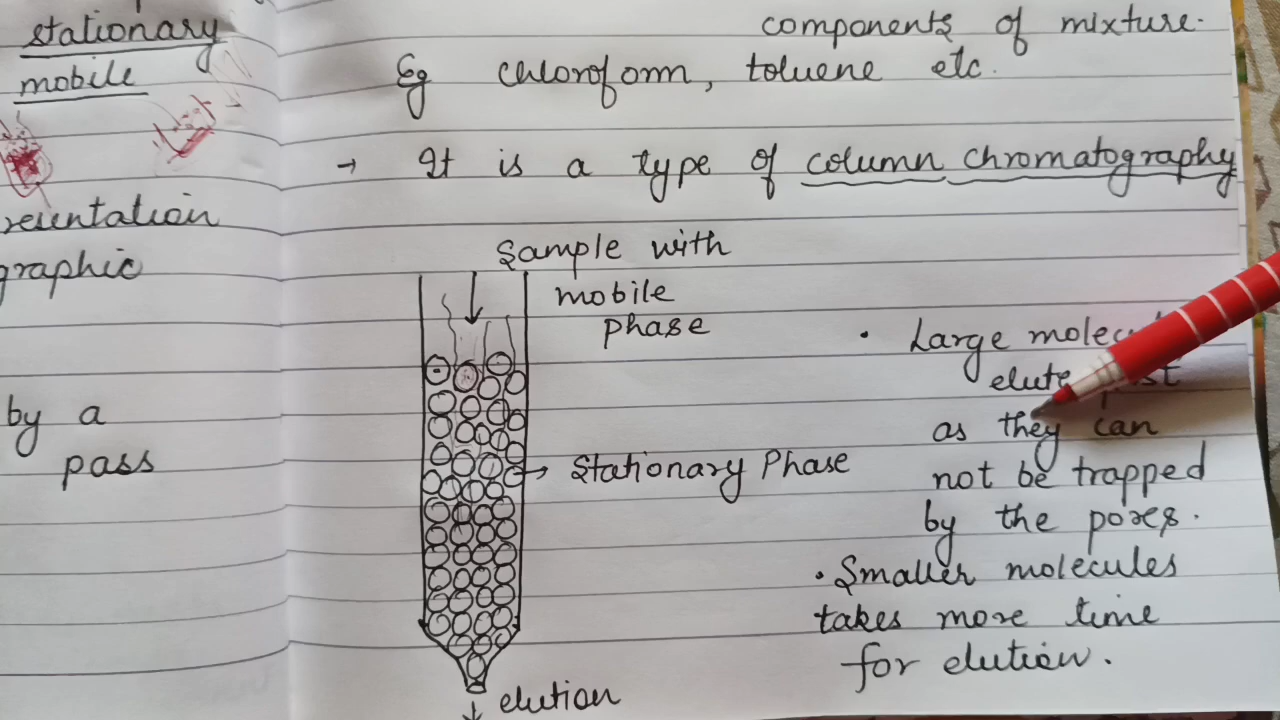 stationary
mobile
resentation
graphic
by a
pass
components of mixture.
Eg chloroform, toluene etc.
→ It is a type of column chromatography
Sample with
mobile
phase
→ Stationary Phase
elution
• Large molec
elute
as they can
not be trapped
by the pores.
• Smaller molecules
takes more time
for elution.